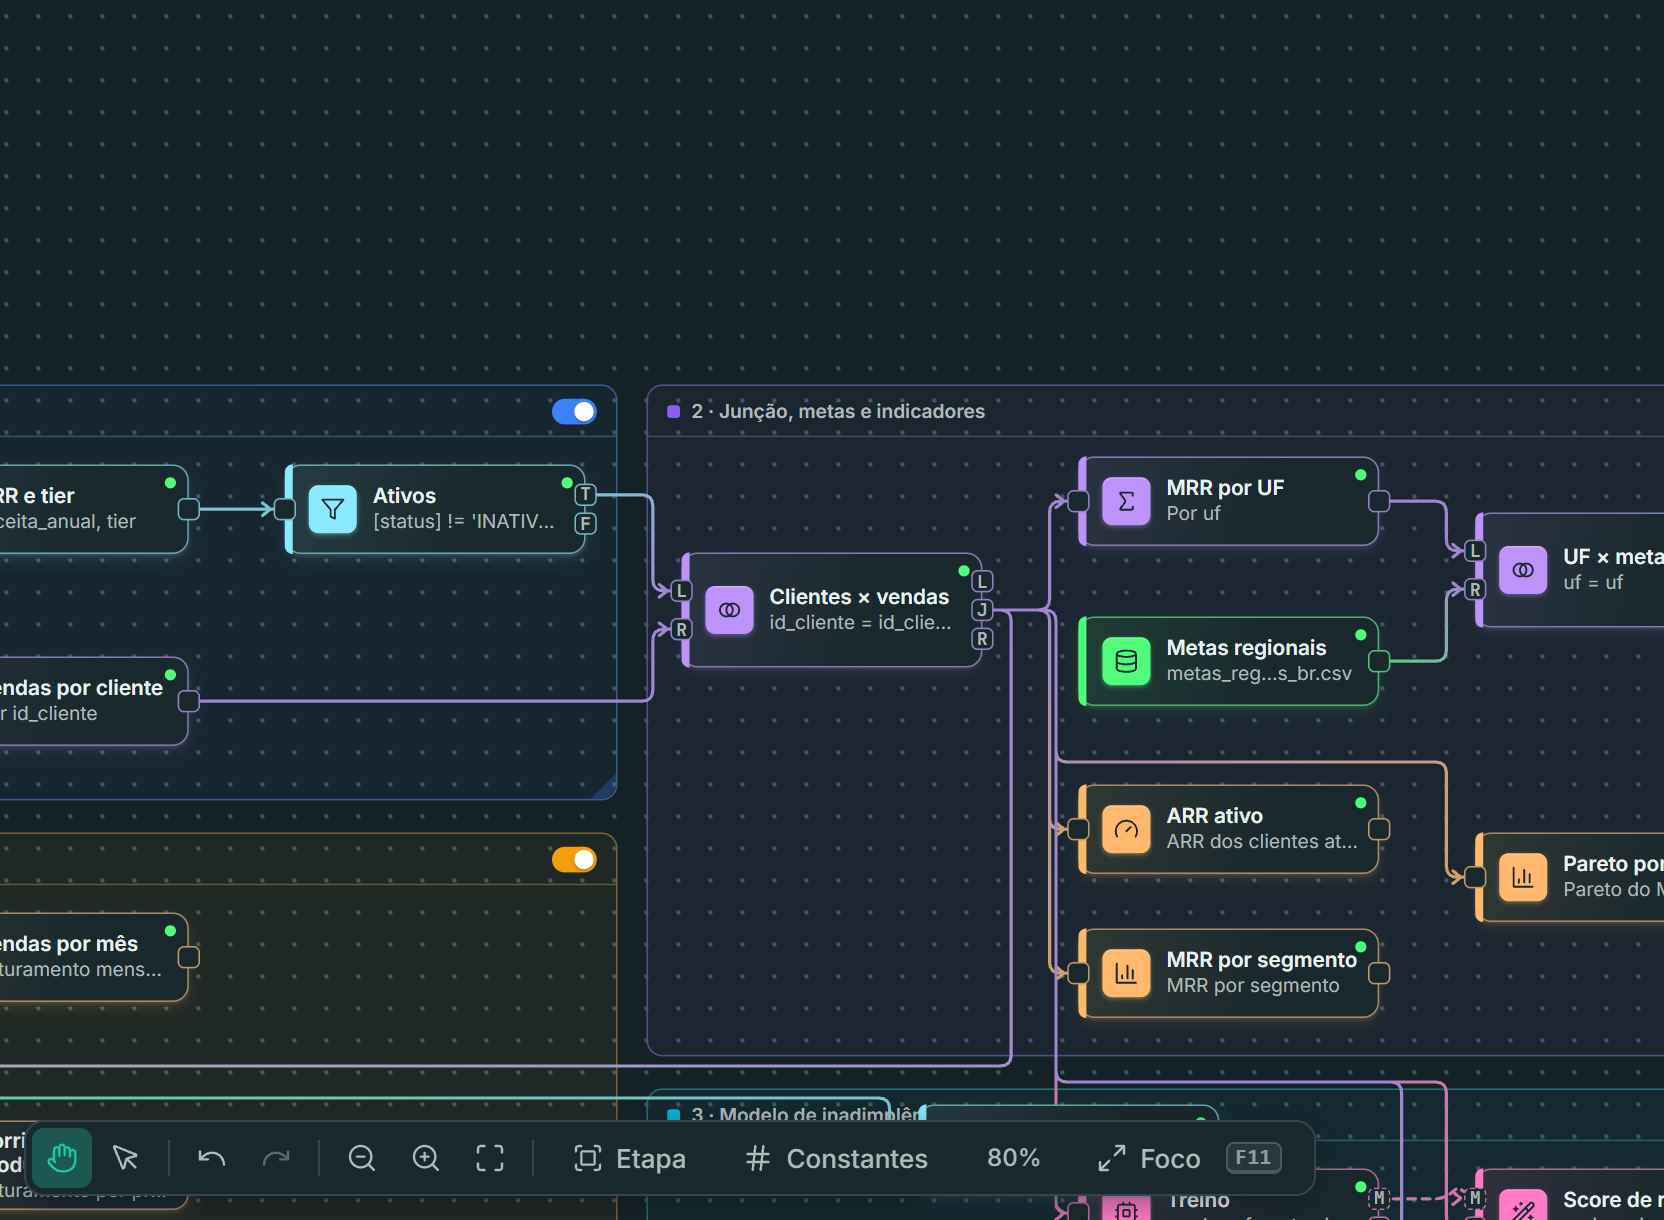 2 · Junção, metas e indicadores
RR e tier
ceita_anual, tier
Ativos
[status] != 'INATIV...
T
F
endas por cliente
r id_cliente
L
R
Clientes × vendas
id_cliente = id_clie...
L
J
R
MRR por UF
Por uf
Metas regionais
metas_reg...s_br.csv
L
R
UF × meta
uf = uf
ARR ativo
ARR dos clientes at...
MRR por segmento
MRR por segmento
Pareto por
Pareto do M
endas por mês
turamento mens...
3 · Modelo de inadimplên
Etapa
Constantes
80%
Foco
F11
Treino
M
M
Score de r